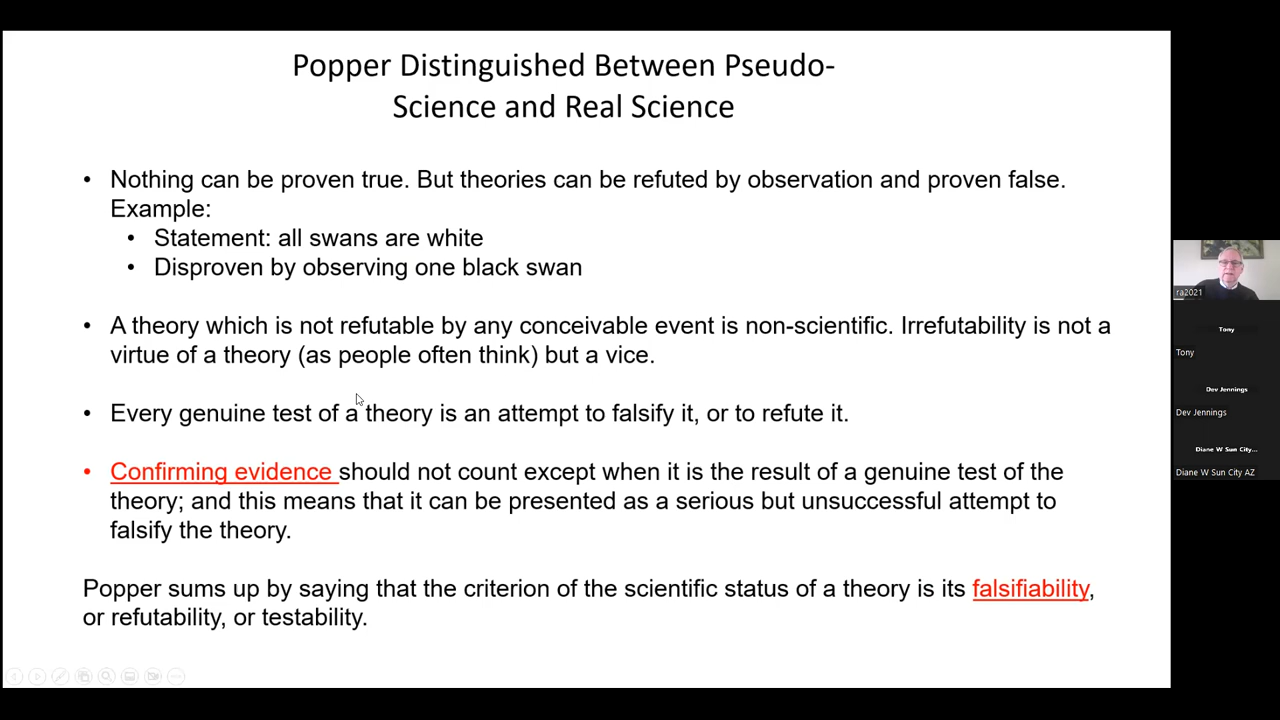 Popper Distinguished Between Pseudo-
Science and Real Science
• Nothing can be proven true. But theories can be refuted by observation and proven false.
Example:
• Statement: all swans are white
• Disproven by observing one black swan
• A theory which is not refutable by any conceivable event is non-scientific. Irrefutability is not a
virtue of a theory (as people often think) but a vice.
• Every genuine test of a theory is an attempt to falsify it, or to refute it.
• Confirming evidence should not count except when it is the result of a genuine test of the
theory; and this means that it can be presented as a serious but unsuccessful attempt to
falsify the theory.
Popper sums up by saying that the criterion of the scientific status of a theory is its falsifiability,
or refutability, or testability.
ra2021
Tony
Tony
Dev Jennings
Dev Jennings
Diane W Sun City...
Diane W Sun City AZ